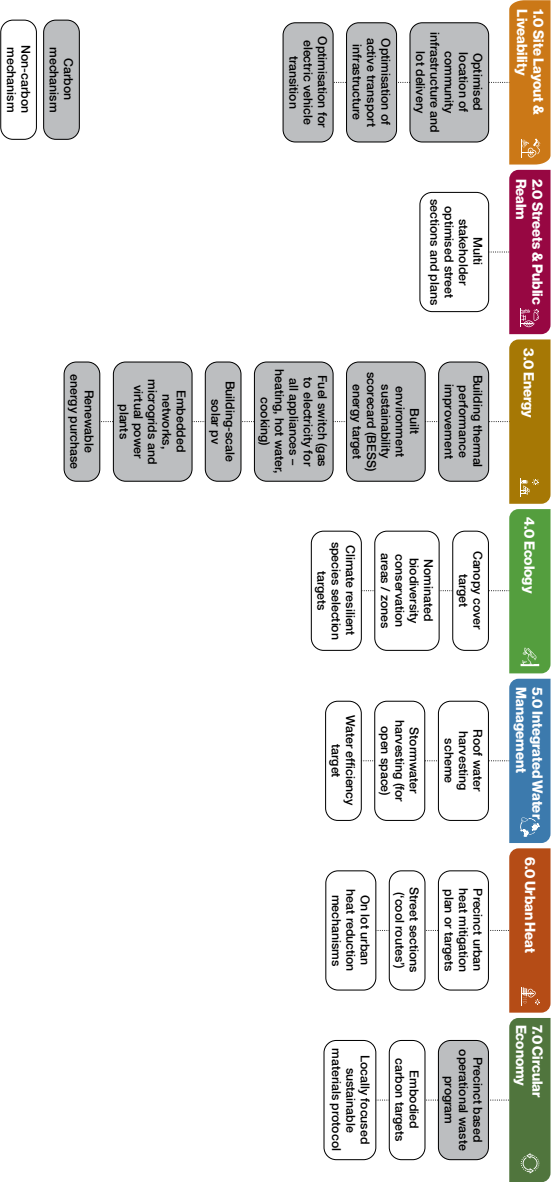 1.0 Site Layout &
Liveability
Optimised
location of
community
infrastructure and
lot delivery
Optimisation of
active transport
infrastructure
Optimisation for
electric vehicle
transition
2.0 Streets & Public
Realm
Multi
stakeholder
optimised street
sections and plans
3.0 Energy
Building thermal
performance
improvement
Built
environment
sustainability
scorecard (BESS)
energy target
Fuel switch (gas
to electricity for
all appliances –
heating, hot water,
cooking)
Building-scale
solar pv
Embedded
networks,
microgrids and
virtual power
plants
Renewable
energy purchase
4.0 Ecology
Canopy cover
target
Nominated
biodiversity
conservation
areas / zones
Climate resilient
species selection
targets
5.0 Integrated Water
Management
Roof water
harvesting
scheme
Stormwater
harvesting (for
open space)
Water efficiency
target
6.0 Urban Heat
Precinct urban
heat mitigation
plan or targets
Street sections
('cool routes')
On lot urban
heat reduction
mechanisms
7.0 Circular
Economy
Precinct based
operational waste
program
Embodied
carbon targets
Locally focused
sustainable
materials protocol
Carbon
mechanism
Non-carbon
mechanism